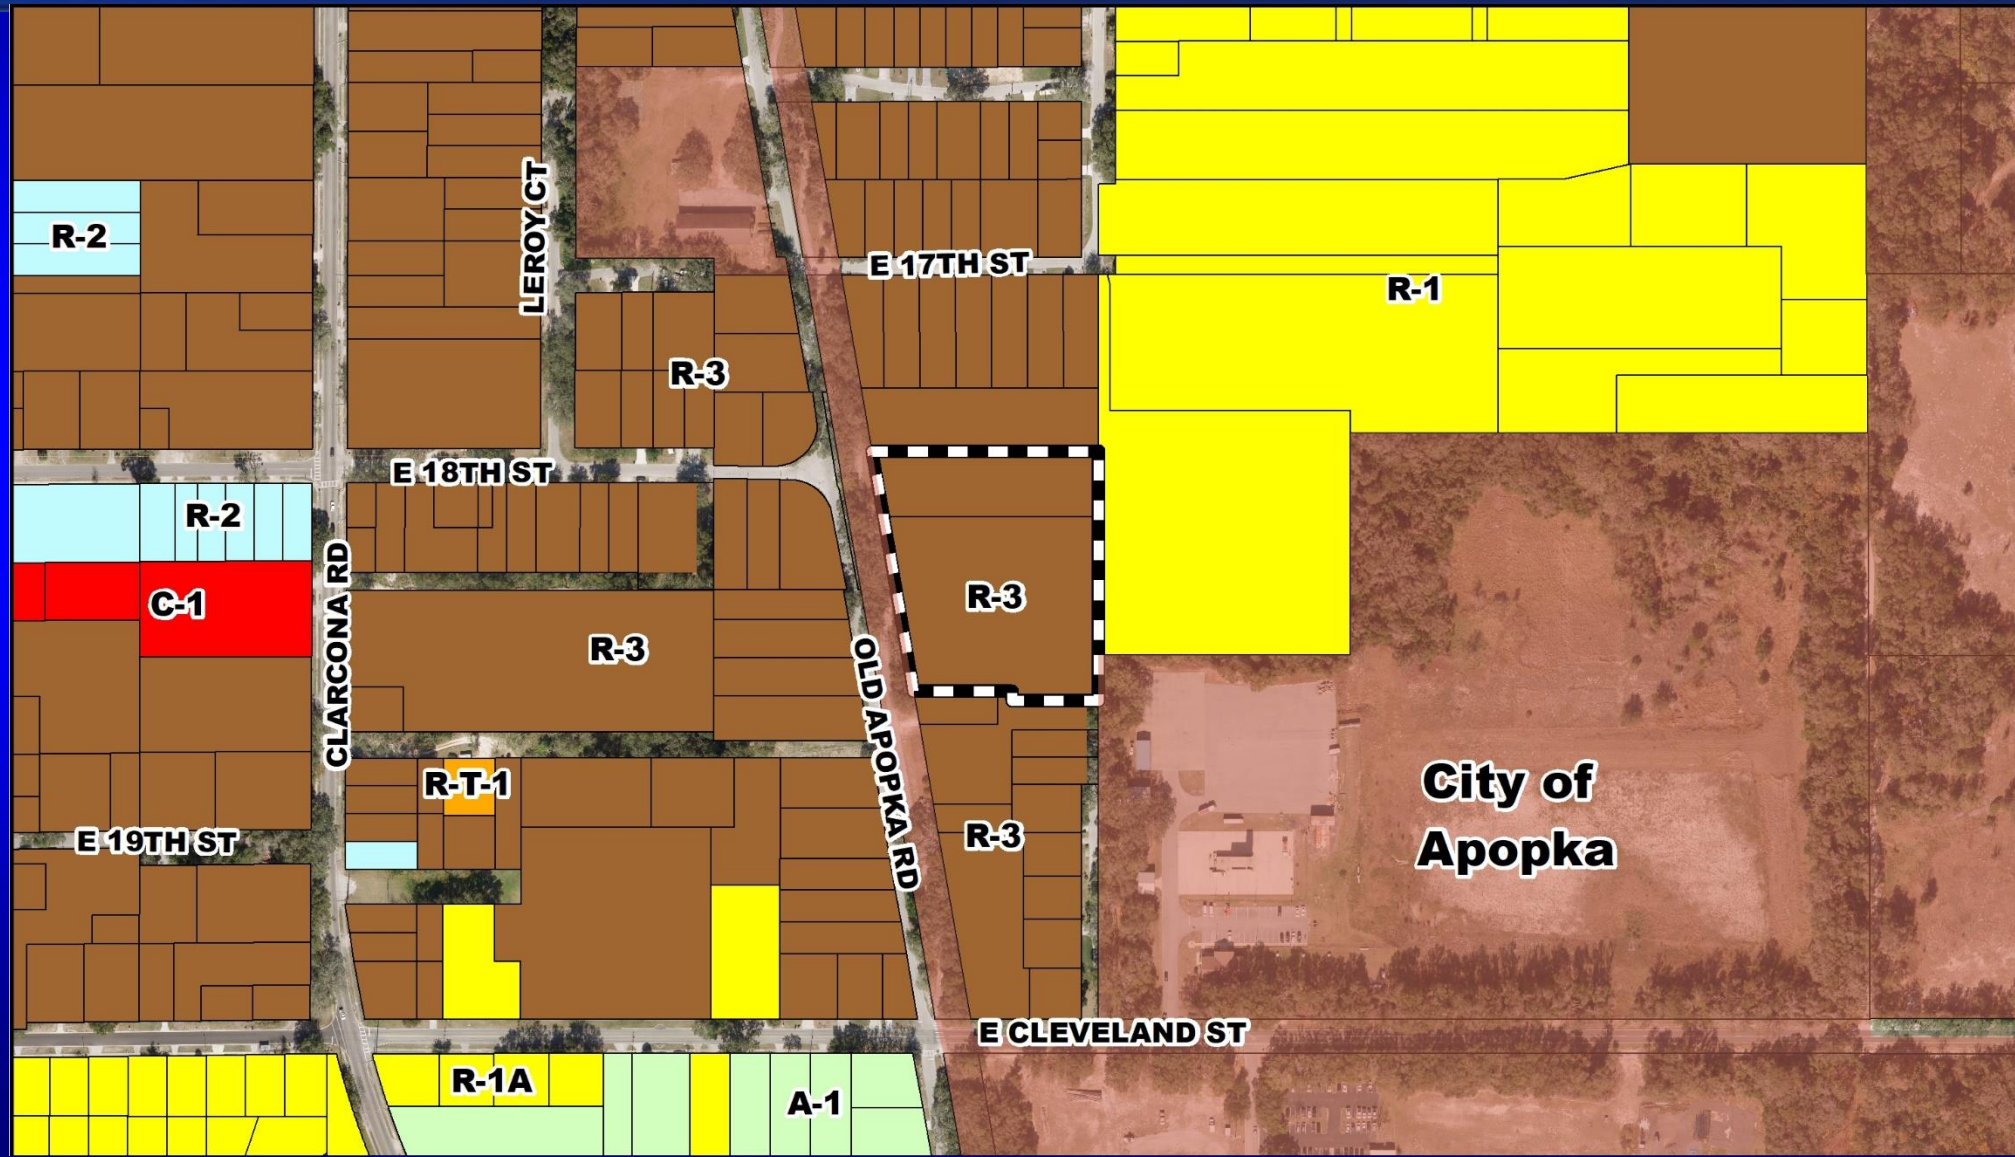 R-2
LEROY CT
E 17TH ST
R-1
R-3
E 18TH ST
R-2
C-1
CLARCONA RD
R-3
R-3
OLD APOPKA RD
R-T-1
E 19TH ST
R-3
City of
Apopka
E CLEVELAND ST
R-1A
A-1